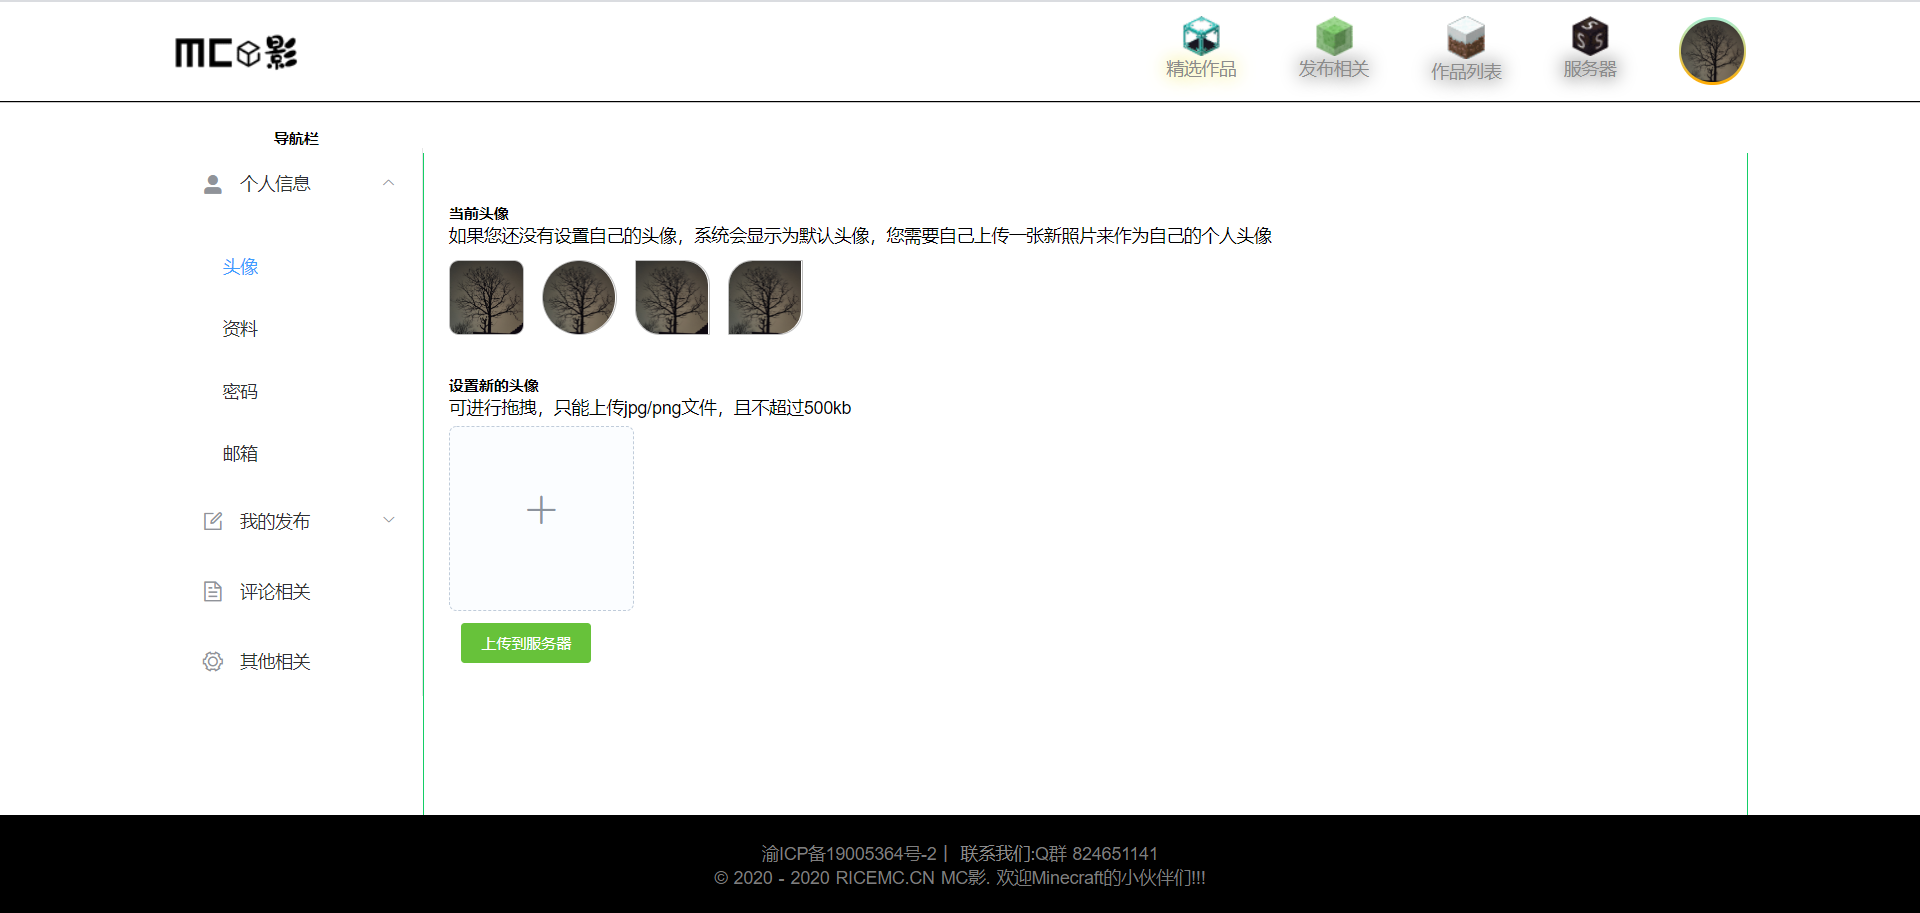 MC影
精选作品
发布相关
作品列表
服务器
导航栏
个人信息
头像
资料
密码
邮箱
我的发布
评论相关
其他相关
当前头像
如果您还没有设置自己的头像，系统会显示为默认头像，您需要自己上传一张新照片来作为自己的个人头像
设置新的头像
可进行拖拽，只能上传jpg/png文件，且不超过500kb
上传到服务器
渝ICP备19005364号-2丨 联系我们:Q群 824651141
© 2020 - 2020 RICEMC.CN MC影. 欢迎Minecraft的小伙伴们!!!